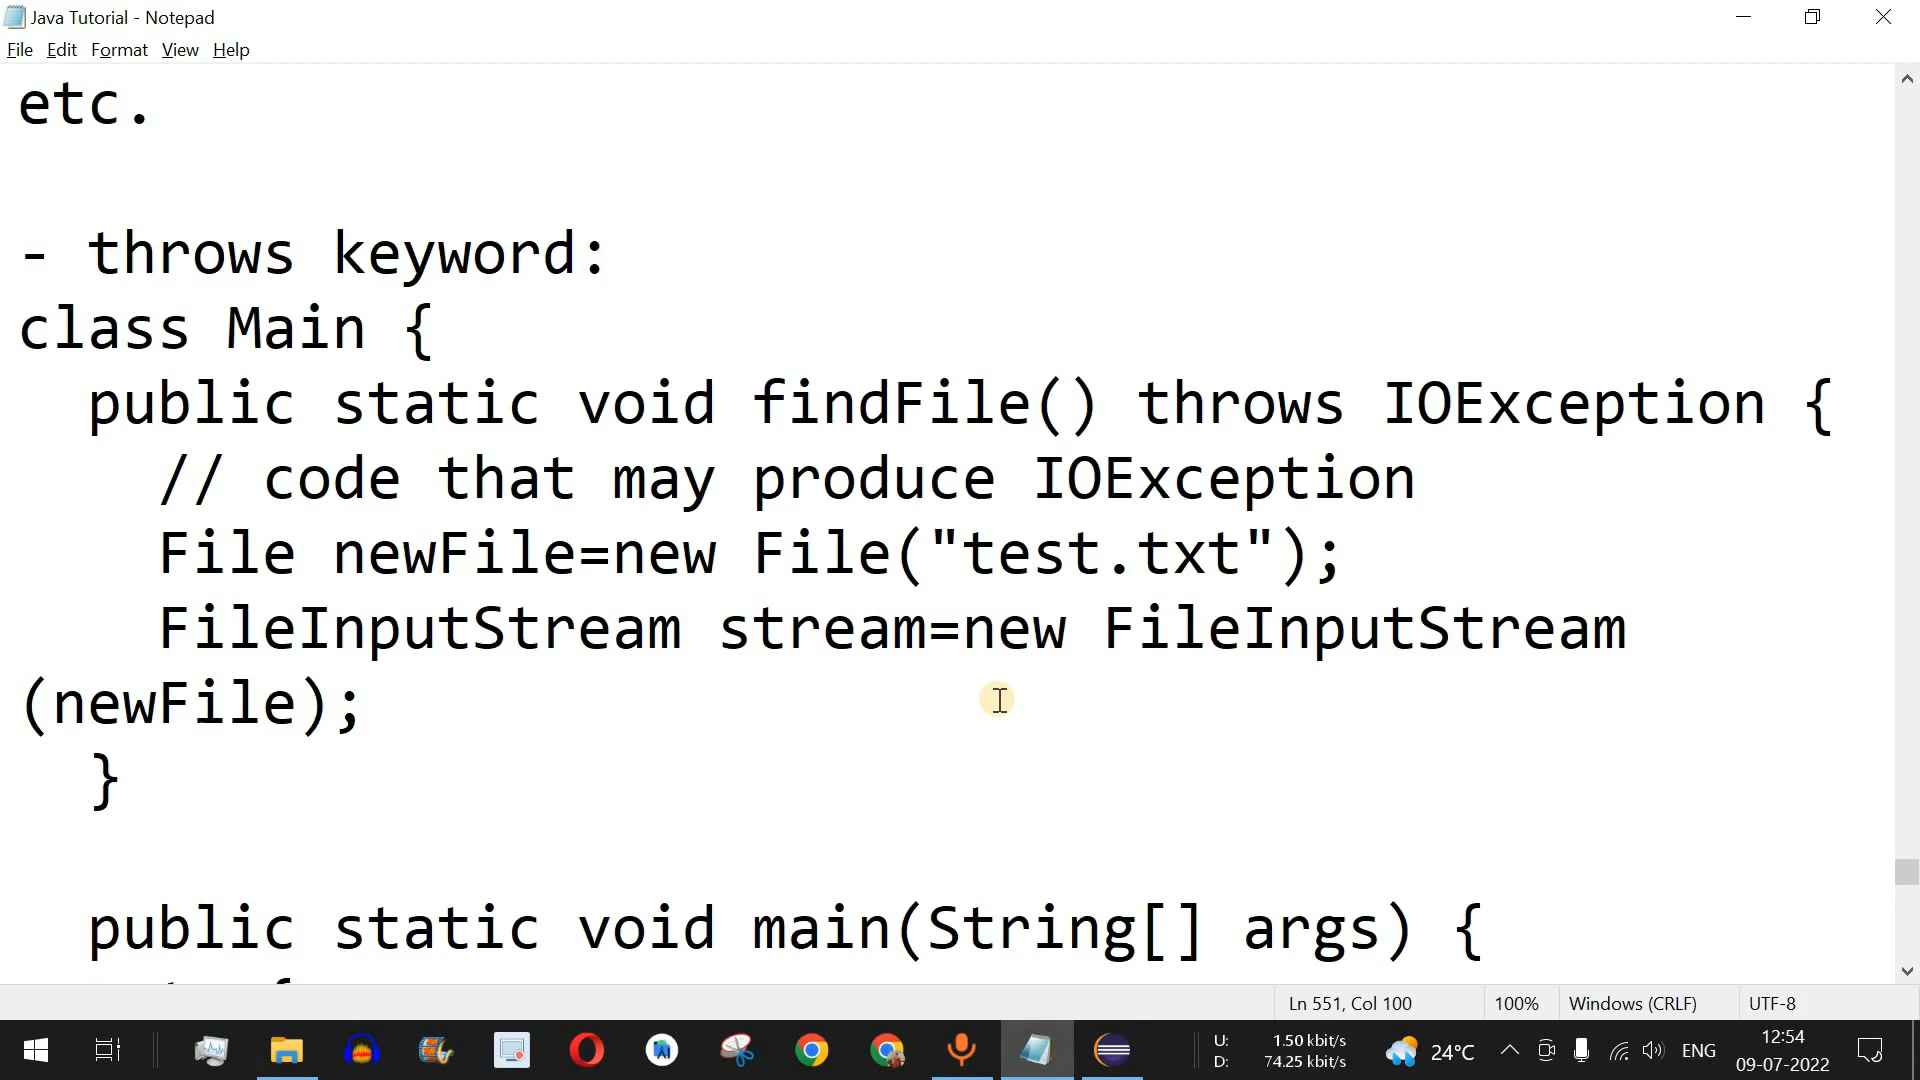 Java Tutorial - Notepad
File Edit Format View Help
etc.
- throws keyword:
class Main {
public static void findFile() throws IOException {
// code that may produce IOException
File newFile=new File("test.txt");
FileInputStream stream=new FileInputStream
(newFile);
}
public static void main(String[] args) {
Ln 551, Col 100
100%
Windows (CRLF)
UTF-8
U: 1.50 kbit/s
D: 74.25 kbit/s
24°C
ENG
12:54
09-07-2022